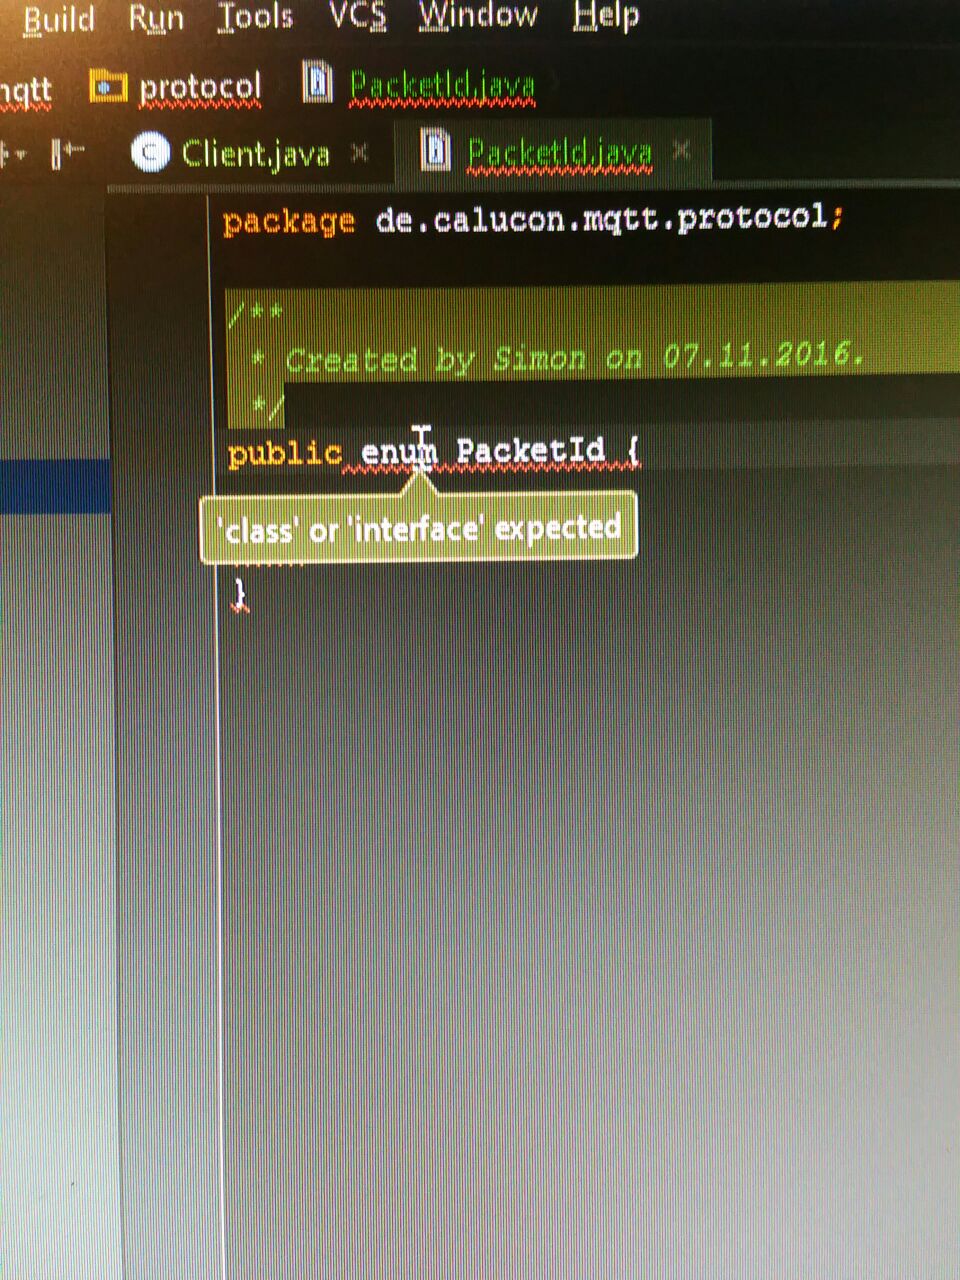 Build Run Tools VCS Window Help
mqtt protocol PacketId.java
Client.java PacketId.java
package de.calucon.mqtt.protocol;
/**
* Created by Simon on 07.11.2016.
*/
public enum PacketId {
'class' or 'interface' expected
}